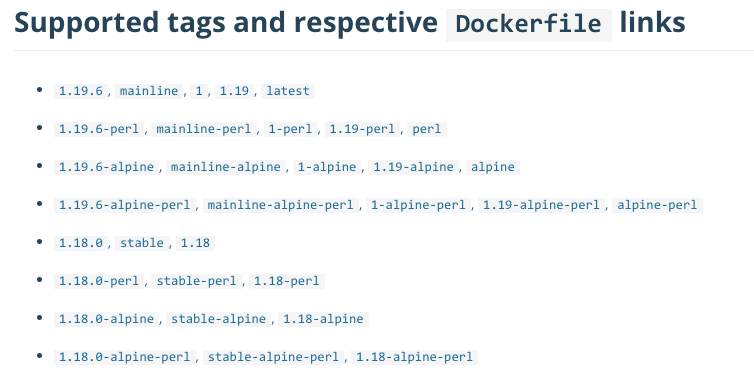 Supported tags and respective Dockerfile links
• 1.19.6, mainline, 1, 1.19, latest
• 1.19.6-perl, mainline-perl, 1-perl, 1.19-perl, perl
• 1.19.6-alpine, mainline-alpine, 1-alpine, 1.19-alpine, alpine
• 1.19.6-alpine-perl, mainline-alpine-perl, 1-alpine-perl, 1.19-alpine-perl, alpine-perl
• 1.18.0, stable, 1.18
• 1.18.0-perl, stable-perl, 1.18-perl
• 1.18.0-alpine, stable-alpine, 1.18-alpine
• 1.18.0-alpine-perl, stable-alpine-perl, 1.18-alpine-perl